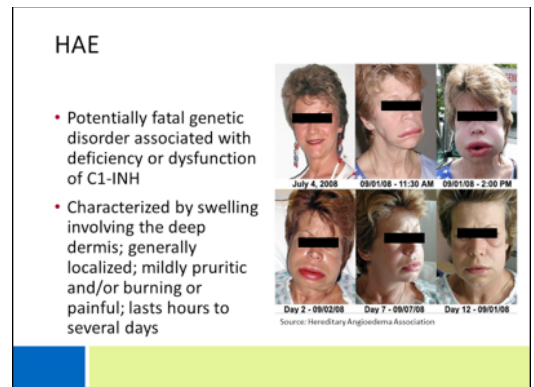 HAE
• Potentially fatal genetic
disorder associated with
deficiency or dysfunction
of C1-INH
• Characterized by swelling
involving the deep
dermis; generally
localized; mildly pruritic
and/or burning or
painful; lasts hours to
several days
July 4, 2008
09/01/08 - 11:30 AM
09/01/08 - 2:00 PM
Day 2 - 09/02/08
Day 7 - 09/07/08
Day 12 - 09/01/08
Source: Hereditary Angioedema Association